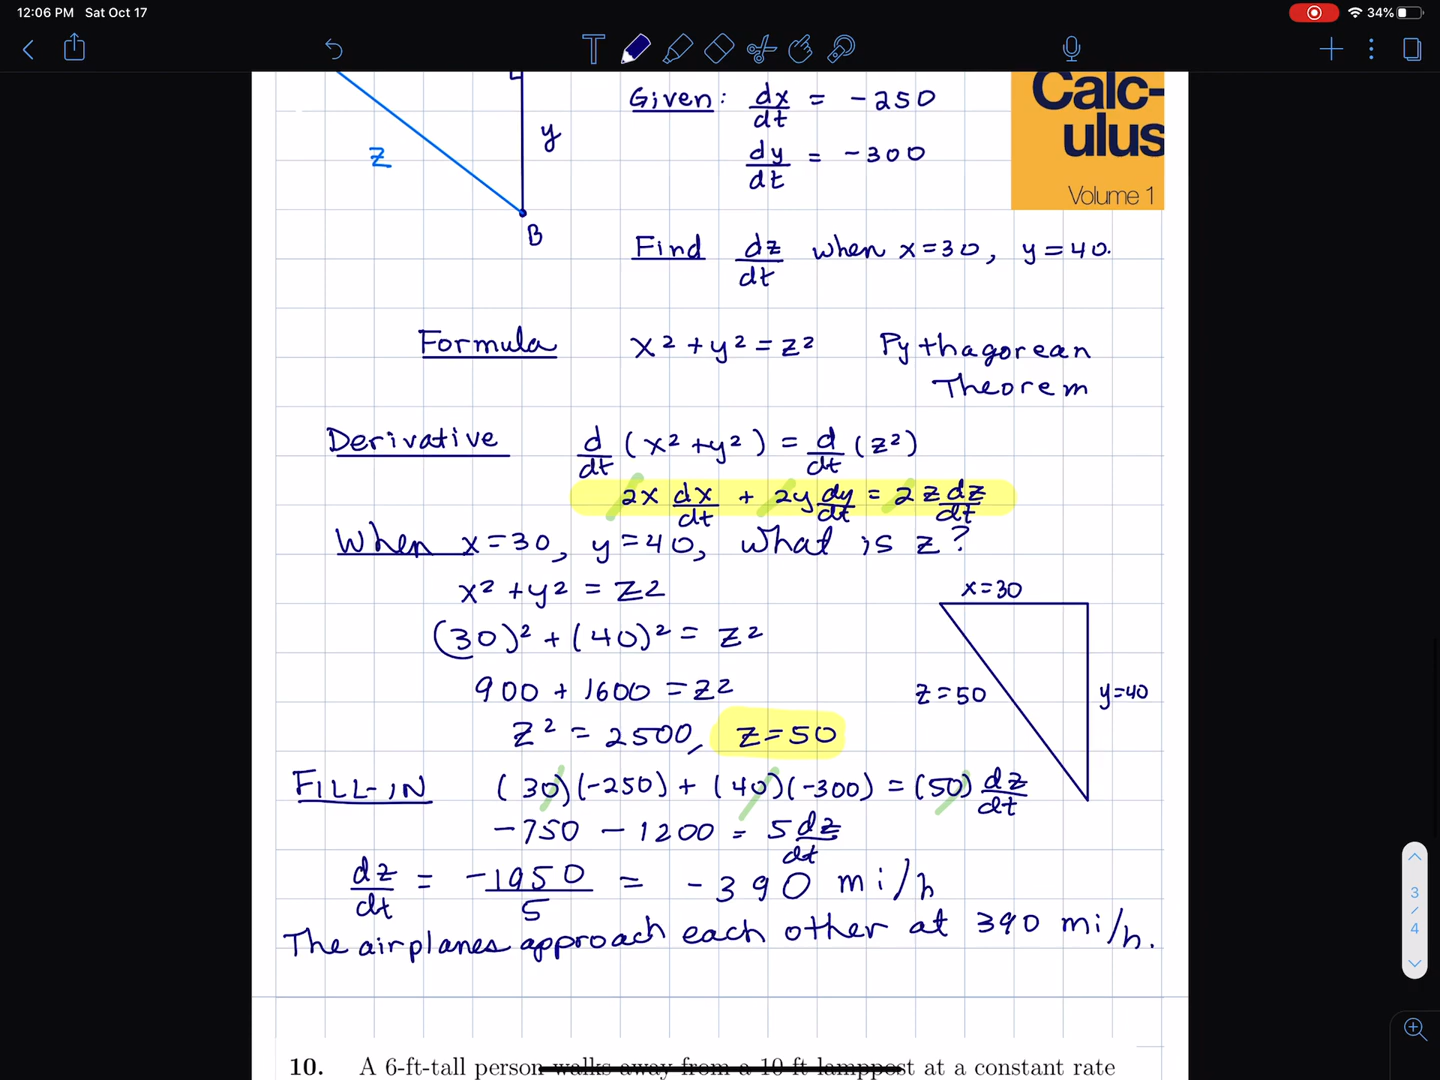 12:06 PM Sat Oct 17
34%
Given: dx/dt = -250
dy/dt = -300
Calc-
ulus
Volume 1
z
y
B
Find dz/dt when x=30, y=40.
Formula x² + y² = z² Pythagorean
Theorem
Derivative d/dt (x² + y²) = d/dt (z²)
2x dx/dt + 2y dy/dt = 2z dz/dt
When x=30, y=40, what is z?
x² + y² = z²
x=30
(30)² + (40)² = z²
900 + 1600 = z²
z=50
y=40
z² = 2500, z=50
FILL-IN (30)(-250) + (40)(-300) = (50) dz/dt
-750 - 1200 = 5 dz/dt
dz/dt = -1950/5 = -390 mi/h
The airplanes approach each other at 390 mi/h.
3
/
4
10. A 6-ft-tall person walks away from a 10 ft lamppost at a constant rate